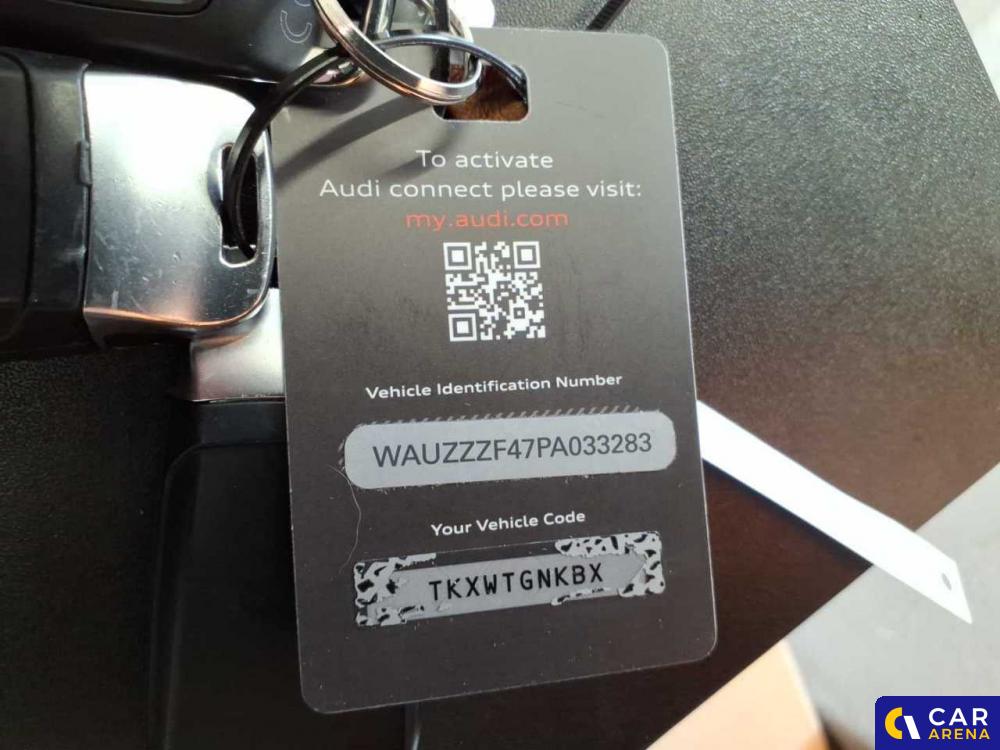 To activate
Audi connect please visit:
my.audi.com
Vehicle Identification Number
WAUZZZF47PA033283
Your Vehicle Code
TKXWTGNKBX
CAR
ARENA